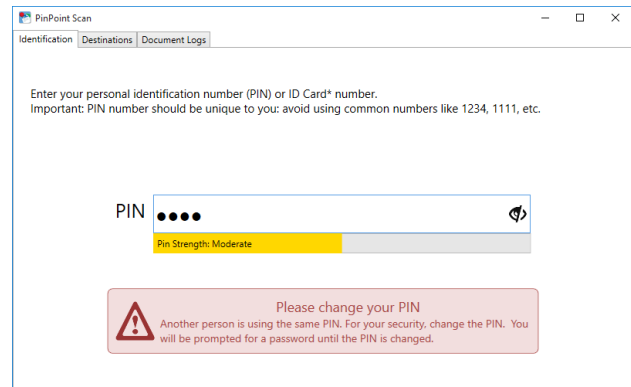 PinPoint Scan
Identification Destinations Document Logs
Enter your personal identification number (PIN) or ID Card* number.
Important: PIN number should be unique to you: avoid using common numbers like 1234, 1111, etc.
PIN ●●●●
Pin Strength: Moderate
Please change your PIN
Another person is using the same PIN. For your security, change the PIN. You
will be prompted for a password until the PIN is changed.